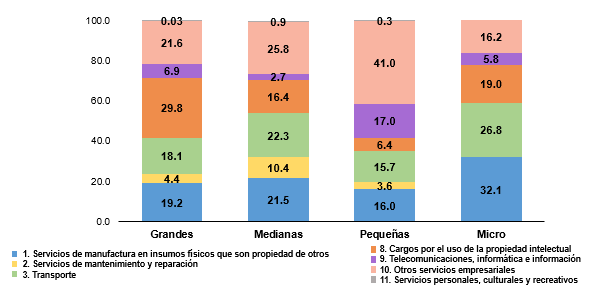 100.0
80.0
60.0
40.0
20.0
0.0
0.03 0.9 0.3
21.6 25.8 41.0 16.2
6.9 2.7 17.0 5.8
29.8 16.4 6.4 19.0
18.1 22.3 15.7 26.8
4.4 10.4 3.6
19.2 21.5 16.0 32.1
Grandes Medianas Pequeñas Micro
1. Servicios de manufactura en insumos físicos que son propiedad de otros
2. Servicios de mantenimiento y reparación
3. Transporte
8. Cargos por el uso de la propiedad intelectual
9. Telecomunicaciones, informática e información
10. Otros servicios empresariales
11. Servicios personales, culturales y recreativos